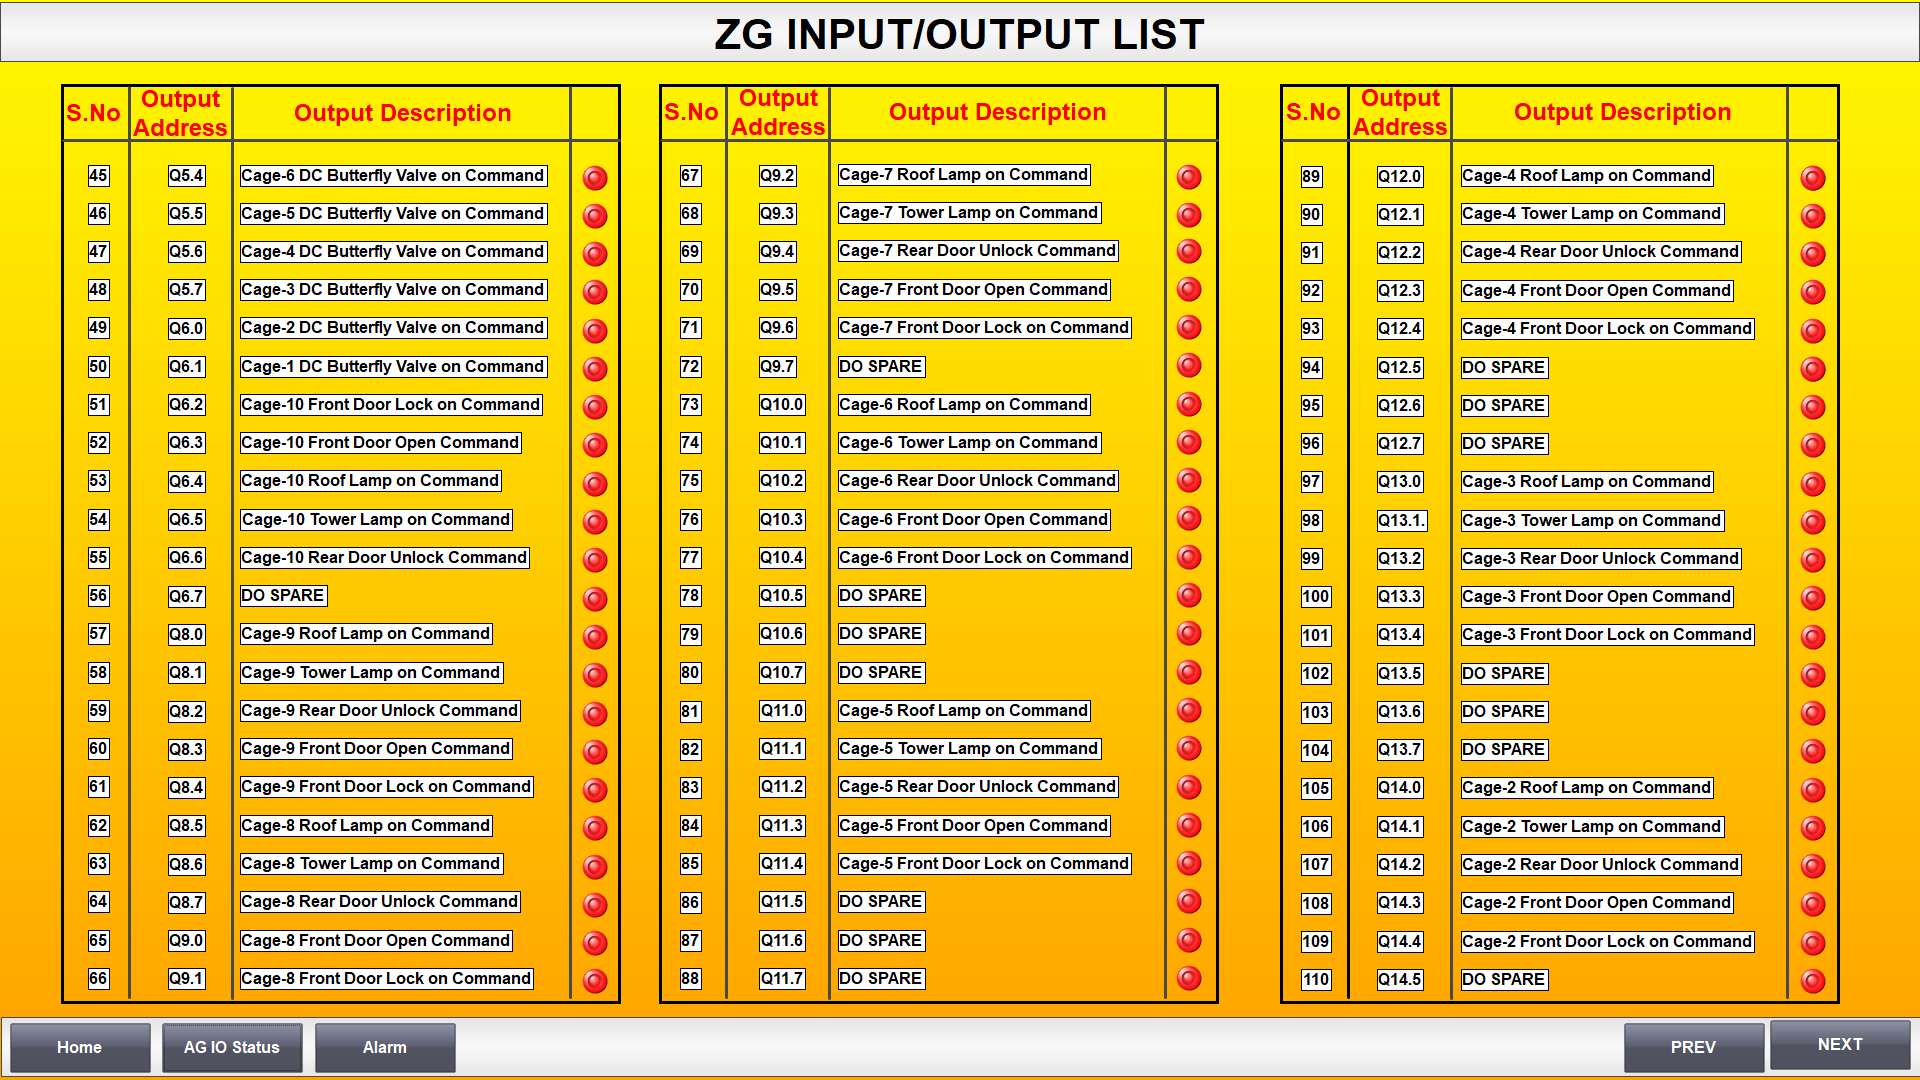 ZG INPUT/OUTPUT LIST
S.No Output Address Output Description
45 Q5.4 Cage-6 DC Butterfly Valve on Command
46 Q5.5 Cage-5 DC Butterfly Valve on Command
47 Q5.6 Cage-4 DC Butterfly Valve on Command
48 Q5.7 Cage-3 DC Butterfly Valve on Command
49 Q6.0 Cage-2 DC Butterfly Valve on Command
50 Q6.1 Cage-1 DC Butterfly Valve on Command
51 Q6.2 Cage-10 Front Door Lock on Command
52 Q6.3 Cage-10 Front Door Open Command
53 Q6.4 Cage-10 Roof Lamp on Command
54 Q6.5 Cage-10 Tower Lamp on Command
55 Q6.6 Cage-10 Rear Door Unlock Command
56 Q6.7 DO SPARE
57 Q8.0 Cage-9 Roof Lamp on Command
58 Q8.1 Cage-9 Tower Lamp on Command
59 Q8.2 Cage-9 Rear Door Unlock Command
60 Q8.3 Cage-9 Front Door Open Command
61 Q8.4 Cage-9 Front Door Lock on Command
62 Q8.5 Cage-8 Roof Lamp on Command
63 Q8.6 Cage-8 Tower Lamp on Command
64 Q8.7 Cage-8 Rear Door Unlock Command
65 Q9.0 Cage-8 Front Door Open Command
66 Q9.1 Cage-8 Front Door Lock on Command
S.No Output Address Output Description
67 Q9.2 Cage-7 Roof Lamp on Command
68 Q9.3 Cage-7 Tower Lamp on Command
69 Q9.4 Cage-7 Rear Door Unlock Command
70 Q9.5 Cage-7 Front Door Open Command
71 Q9.6 Cage-7 Front Door Lock on Command
72 Q9.7 DO SPARE
73 Q10.0 Cage-6 Roof Lamp on Command
74 Q10.1 Cage-6 Tower Lamp on Command
75 Q10.2 Cage-6 Rear Door Unlock Command
76 Q10.3 Cage-6 Front Door Open Command
77 Q10.4 Cage-6 Front Door Lock on Command
78 Q10.5 DO SPARE
79 Q10.6 DO SPARE
80 Q10.7 DO SPARE
81 Q11.0 Cage-5 Roof Lamp on Command
82 Q11.1 Cage-5 Tower Lamp on Command
83 Q11.2 Cage-5 Rear Door Unlock Command
84 Q11.3 Cage-5 Front Door Open Command
85 Q11.4 Cage-5 Front Door Lock on Command
86 Q11.5 DO SPARE
87 Q11.6 DO SPARE
88 Q11.7 DO SPARE
S.No Output Address Output Description
89 Q12.0 Cage-4 Roof Lamp on Command
90 Q12.1 Cage-4 Tower Lamp on Command
91 Q12.2 Cage-4 Rear Door Unlock Command
92 Q12.3 Cage-4 Front Door Open Command
93 Q12.4 Cage-4 Front Door Lock on Command
94 Q12.5 DO SPARE
95 Q12.6 DO SPARE
96 Q12.7 DO SPARE
97 Q13.0 Cage-3 Roof Lamp on Command
98 Q13.1. Cage-3 Tower Lamp on Command
99 Q13.2 Cage-3 Rear Door Unlock Command
100 Q13.3 Cage-3 Front Door Open Command
101 Q13.4 Cage-3 Front Door Lock on Command
102 Q13.5 DO SPARE
103 Q13.6 DO SPARE
104 Q13.7 DO SPARE
105 Q14.0 Cage-2 Roof Lamp on Command
106 Q14.1 Cage-2 Tower Lamp on Command
107 Q14.2 Cage-2 Rear Door Unlock Command
108 Q14.3 Cage-2 Front Door Open Command
109 Q14.4 Cage-2 Front Door Lock on Command
110 Q14.5 DO SPARE
Home AG IO Status Alarm PREV NEXT